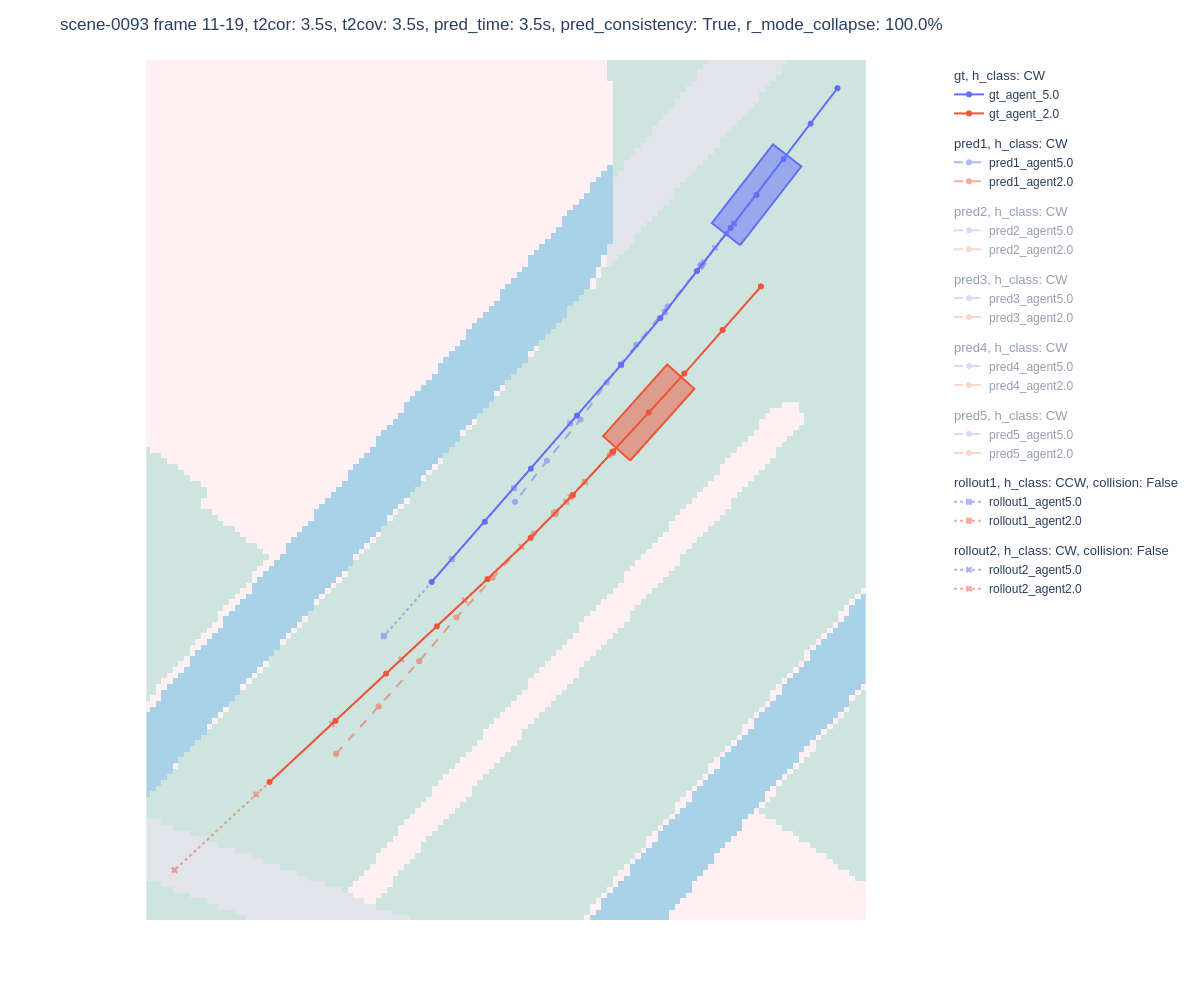 scene-0093 frame 11-19, t2cor: 3.5s, t2cov: 3.5s, pred_time: 3.5s, pred_consistency: True, r_mode_collapse: 100.0%
gt, h_class: CW
gt_agent_5.0
gt_agent_2.0
pred1, h_class: CW
pred1_agent5.0
pred1_agent2.0
pred2, h_class: CW
pred2_agent5.0
pred2_agent2.0
pred3, h_class: CW
pred3_agent5.0
pred3_agent2.0
pred4, h_class: CW
pred4_agent5.0
pred4_agent2.0
pred5, h_class: CW
pred5_agent5.0
pred5_agent2.0
rollout1, h_class: CCW, collision: False
rollout1_agent5.0
rollout1_agent2.0
rollout2, h_class: CW, collision: False
rollout2_agent5.0
rollout2_agent2.0